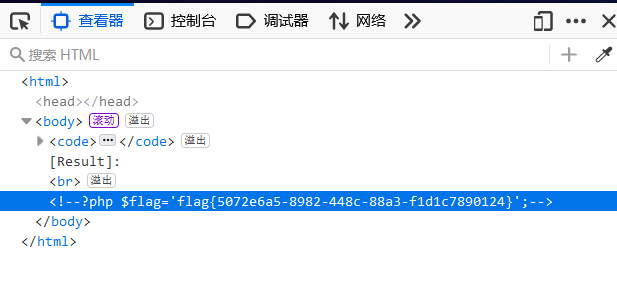 查看器 控制台 调试器 网络
搜索 HTML
<html>
<head></head>
<body> 滚动 溢出
<code>…</code> 溢出
[Result]:
<br> 溢出
<!--?php $flag='flag{5072e6a5-8982-448c-88a3-f1d1c7890124}';-->
</body>
</html>